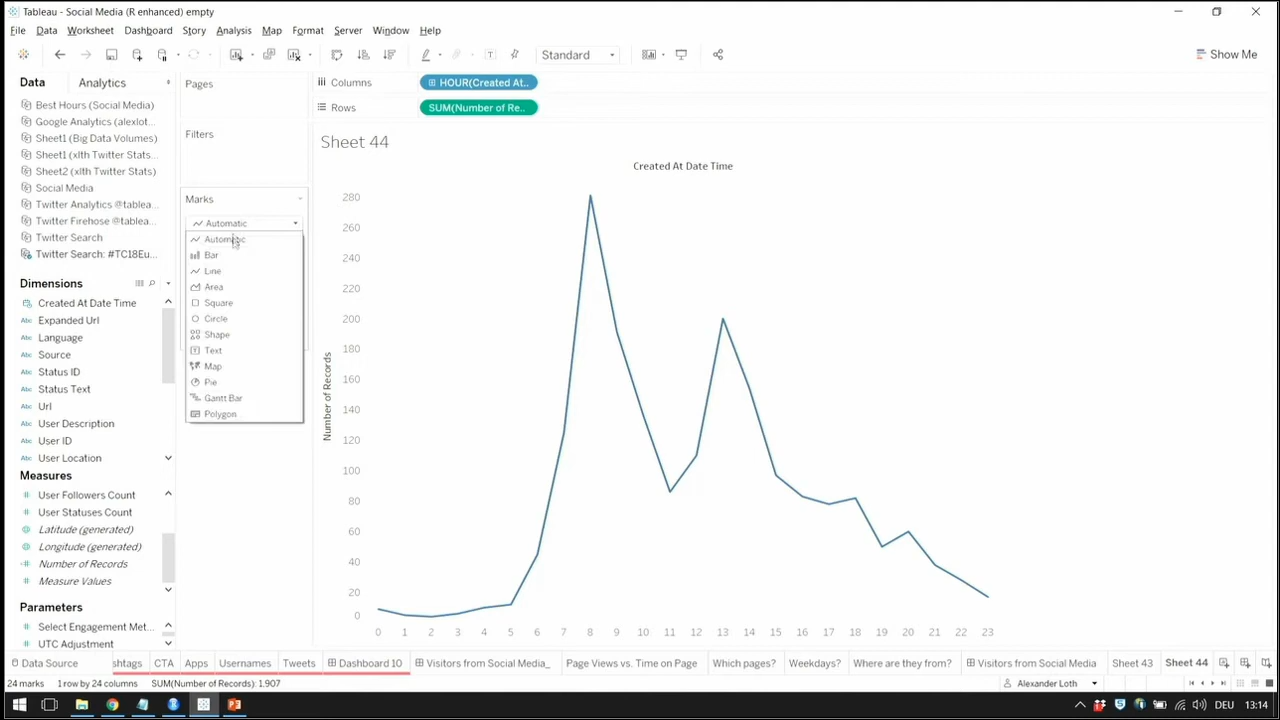 Tableau - Social Media (R enhanced) empty
File Data Worksheet Dashboard Story Analysis Map Format Server Window Help
Standard
Show Me
Data Analytics
Pages
Columns
HOUR(Created At..
Rows
SUM(Number of Re..
Best Hours (Social Media)
Google Analytics (alexlot...
Sheet1 (Big Data Volumes)
Sheet1 (xlth Twitter Stats...
Sheet2 (xlth Twitter Stats)
Social Media
Twitter Analytics @tablea...
Twitter Firehose @tablea...
Twitter Search
Twitter Search: #TC18Eu...
Filters
Marks
Automatic
Automatic
Bar
Line
Area
Square
Circle
Shape
Text
Map
Pie
Gantt Bar
Polygon
Dimensions
Created At Date Time
Abc Expanded Url
Abc Language
Abc Source
Abc Status ID
Abc Status Text
Abc Url
Abc User Description
Abc User ID
Abc User Location
Measures
# User Followers Count
# User Statuses Count
Latitude (generated)
Longitude (generated)
Number of Records
# Measure Values
Parameters
Abc Select Engagement Met...
# UTC Adjustment
Sheet 44
Created At Date Time
Number of Records
280
260
240
220
200
180
160
140
120
100
80
60
40
20
0
0 1 2 3 4 5 6 7 8 9 10 11 12 13 14 15 16 17 18 19 20 21 22 23
Data Source shtags CTA Apps Usernames Tweets Dashboard 10 Visitors from Social Media_ Page Views vs. Time on Page Which pages? Weekdays? Where are they from? Visitors from Social Media Sheet 43 Sheet 44
24 marks 1 row by 24 columns SUM(Number of Records): 1,907 Alexander Loth
DEU 13:14